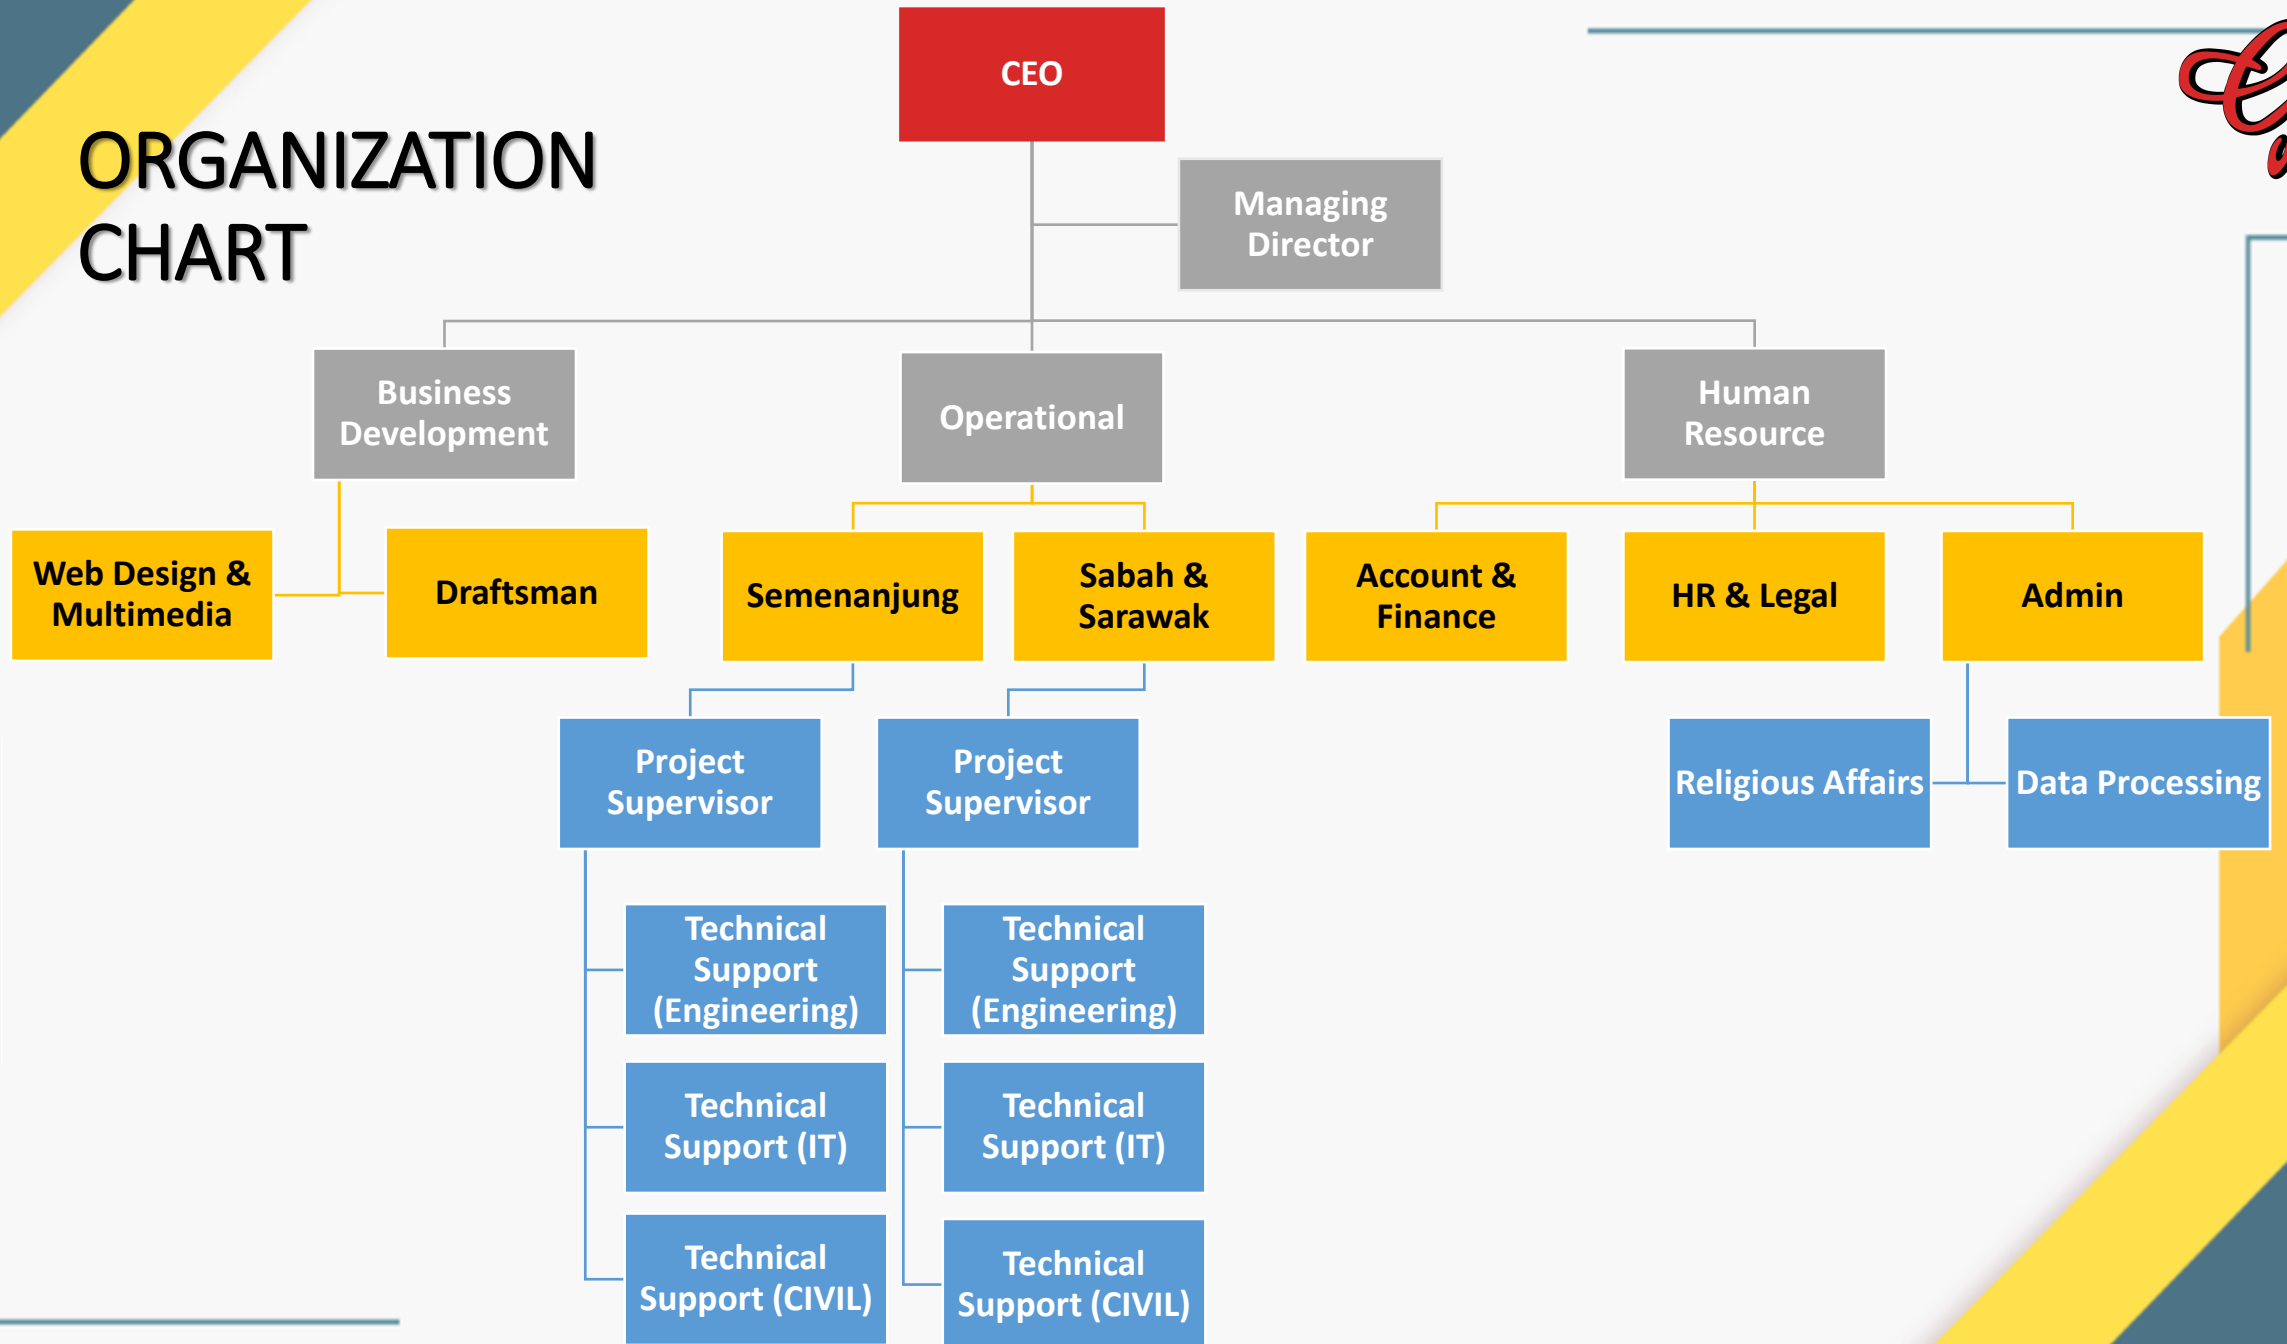 ORGANIZATION
CHART
CEO
Managing
Director
Business
Development
Operational
Human
Resource
Web Design &
Multimedia
Draftsman
Semenanjung
Sabah &
Sarawak
Account &
Finance
HR & Legal
Admin
Project
Supervisor
Project
Supervisor
Religious Affairs
Data Processing
Technical
Support
(Engineering)
Technical
Support
(Engineering)
Technical
Support (IT)
Technical
Support (IT)
Technical
Support (CIVIL)
Technical
Support (CIVIL)